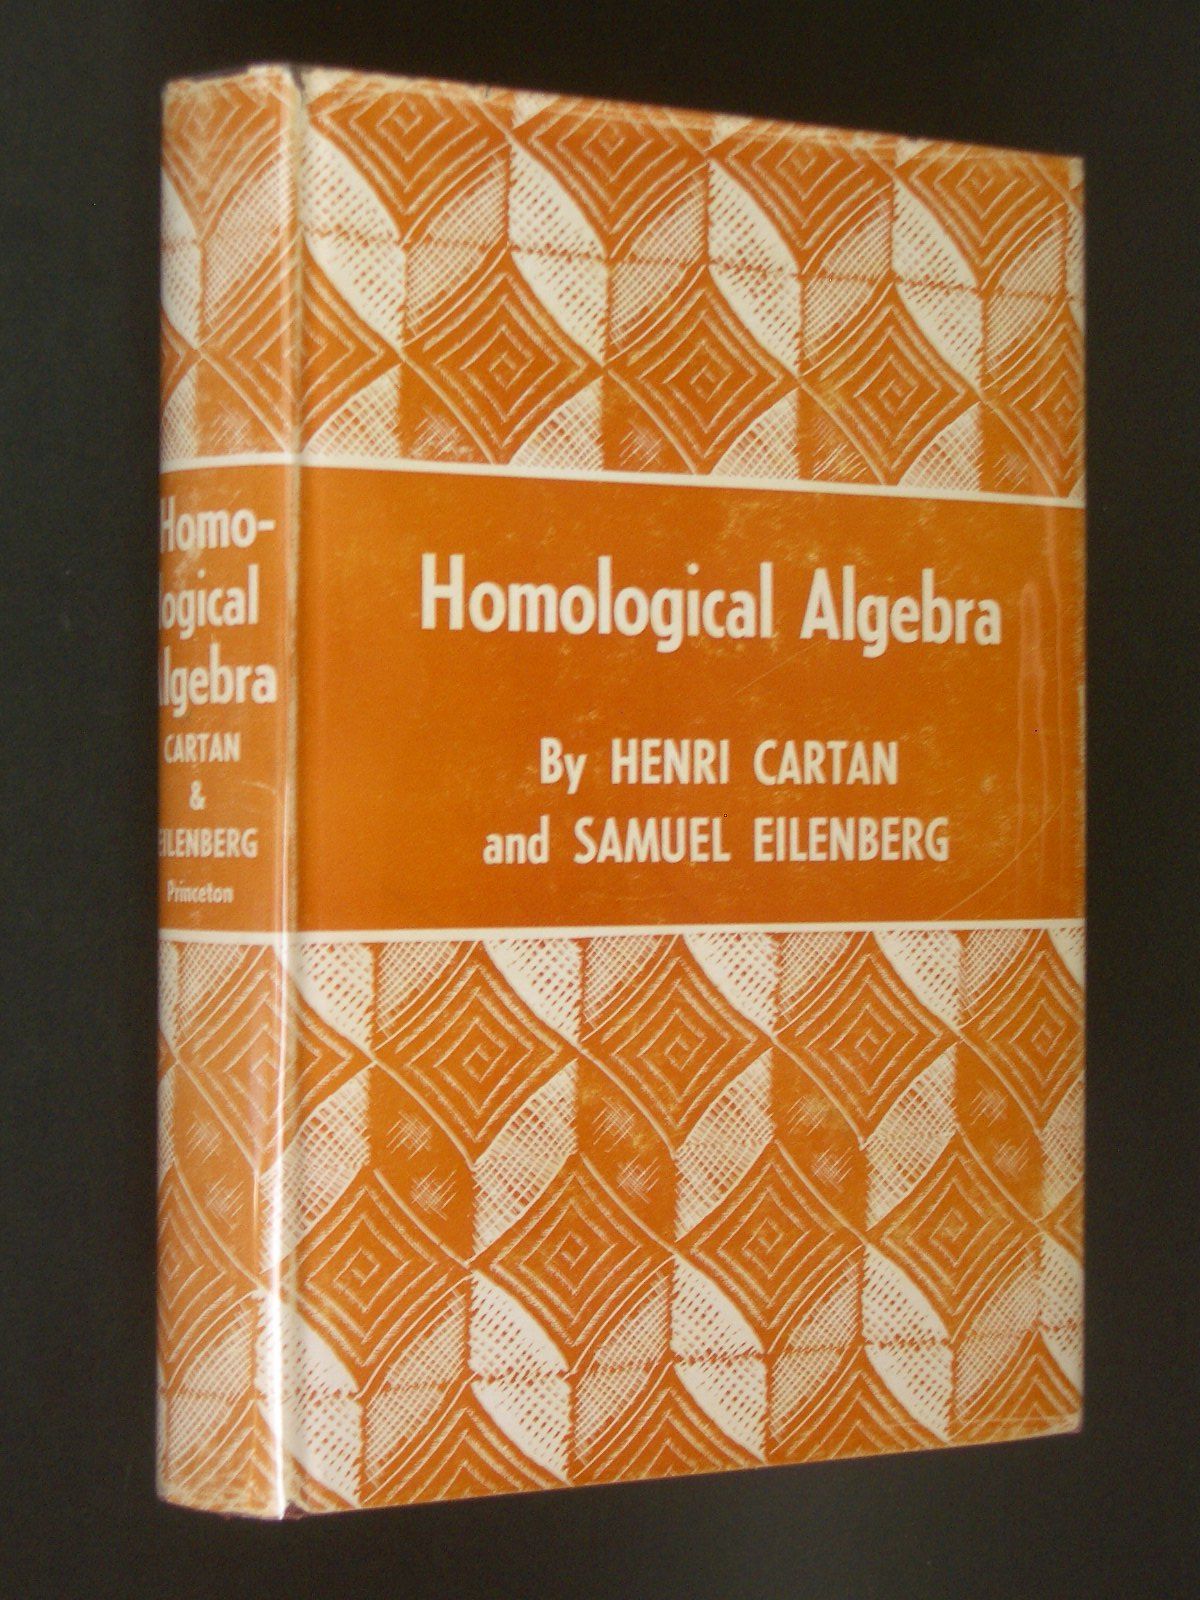 Homo-
logical
Algebra
CARTAN
&
EILENBERG
Princeton
Homological Algebra
By HENRI CARTAN
and SAMUEL EILENBERG